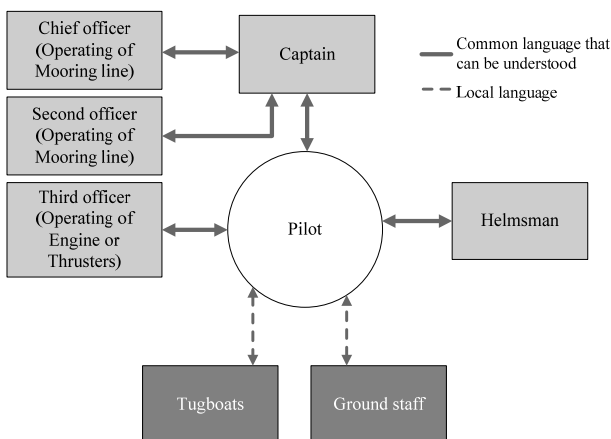 Chief officer
(Operating of
Mooring line)
Captain
Common language that
can be understood
Local language
Second officer
(Operating of
Mooring line)
Third officer
(Operating of
Engine or
Thrusters)
Pilot
Helmsman
Tugboats
Ground staff